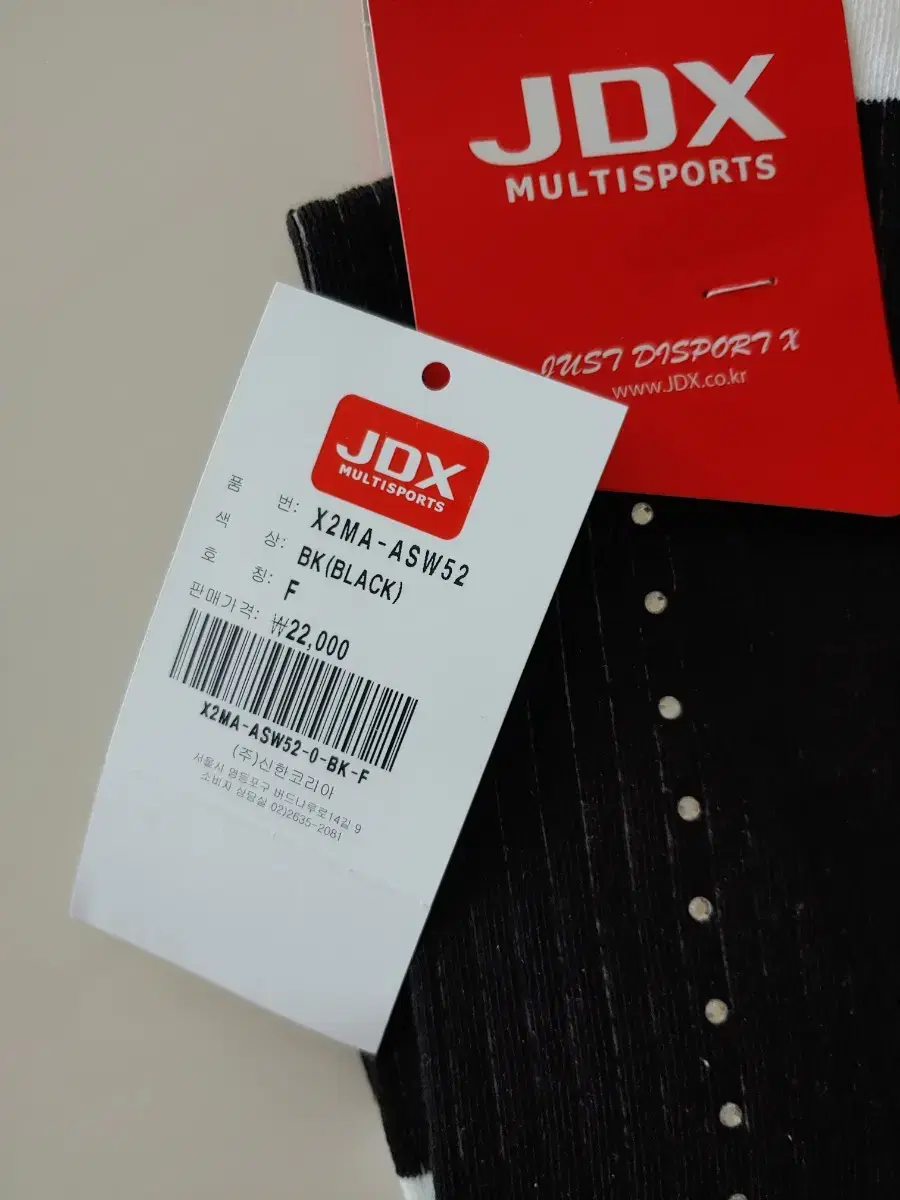 JDX
MULTISPORTS
JUST DISPORT X
www.JDX.co.kr
JDX
MULTISPORTS
품 번: X2MA-ASW52
색 상: BK(BLACK)
호 칭: F
판매가격: ₩22,000
X2MA-ASW52-0-BK-F
(주)신한코리아
서울시 영등포구 버드나루로14길 9
소비자 상담실 02)2635-2081